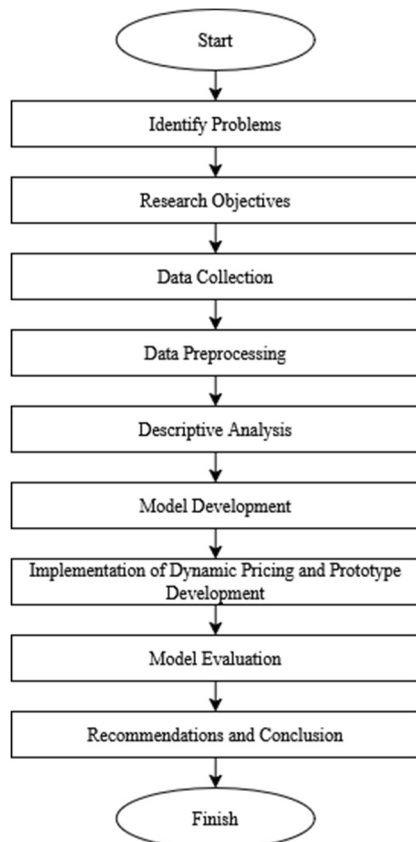 Start
Identify Problems
Research Objectives
Data Collection
Data Preprocessing
Descriptive Analysis
Model Development
Implementation of Dynamic Pricing and Prototype
Development
Model Evaluation
Recommendations and Conclusion
Finish